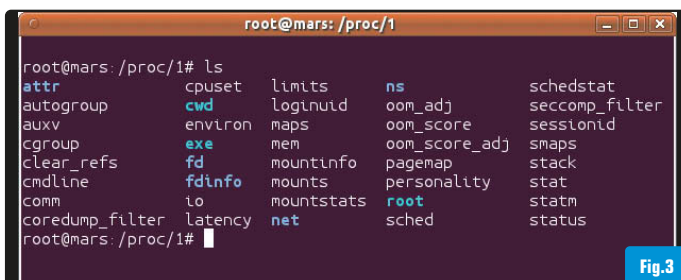 root@mars: /proc/1
root@mars:/proc/1# ls
attr cpuset limits ns schedstat
autogroup cwd loginuid oom_adj seccomp_filter
auxv environ maps oom_score sessionid
cgroup exe mem oom_score_adj smaps
clear_refs fd mountinfo pagemap stack
cmdline fdinfo mounts personality stat
comm io mountstats root statm
coredump_filter latency net sched status
root@mars:/proc/1#
Fig.3